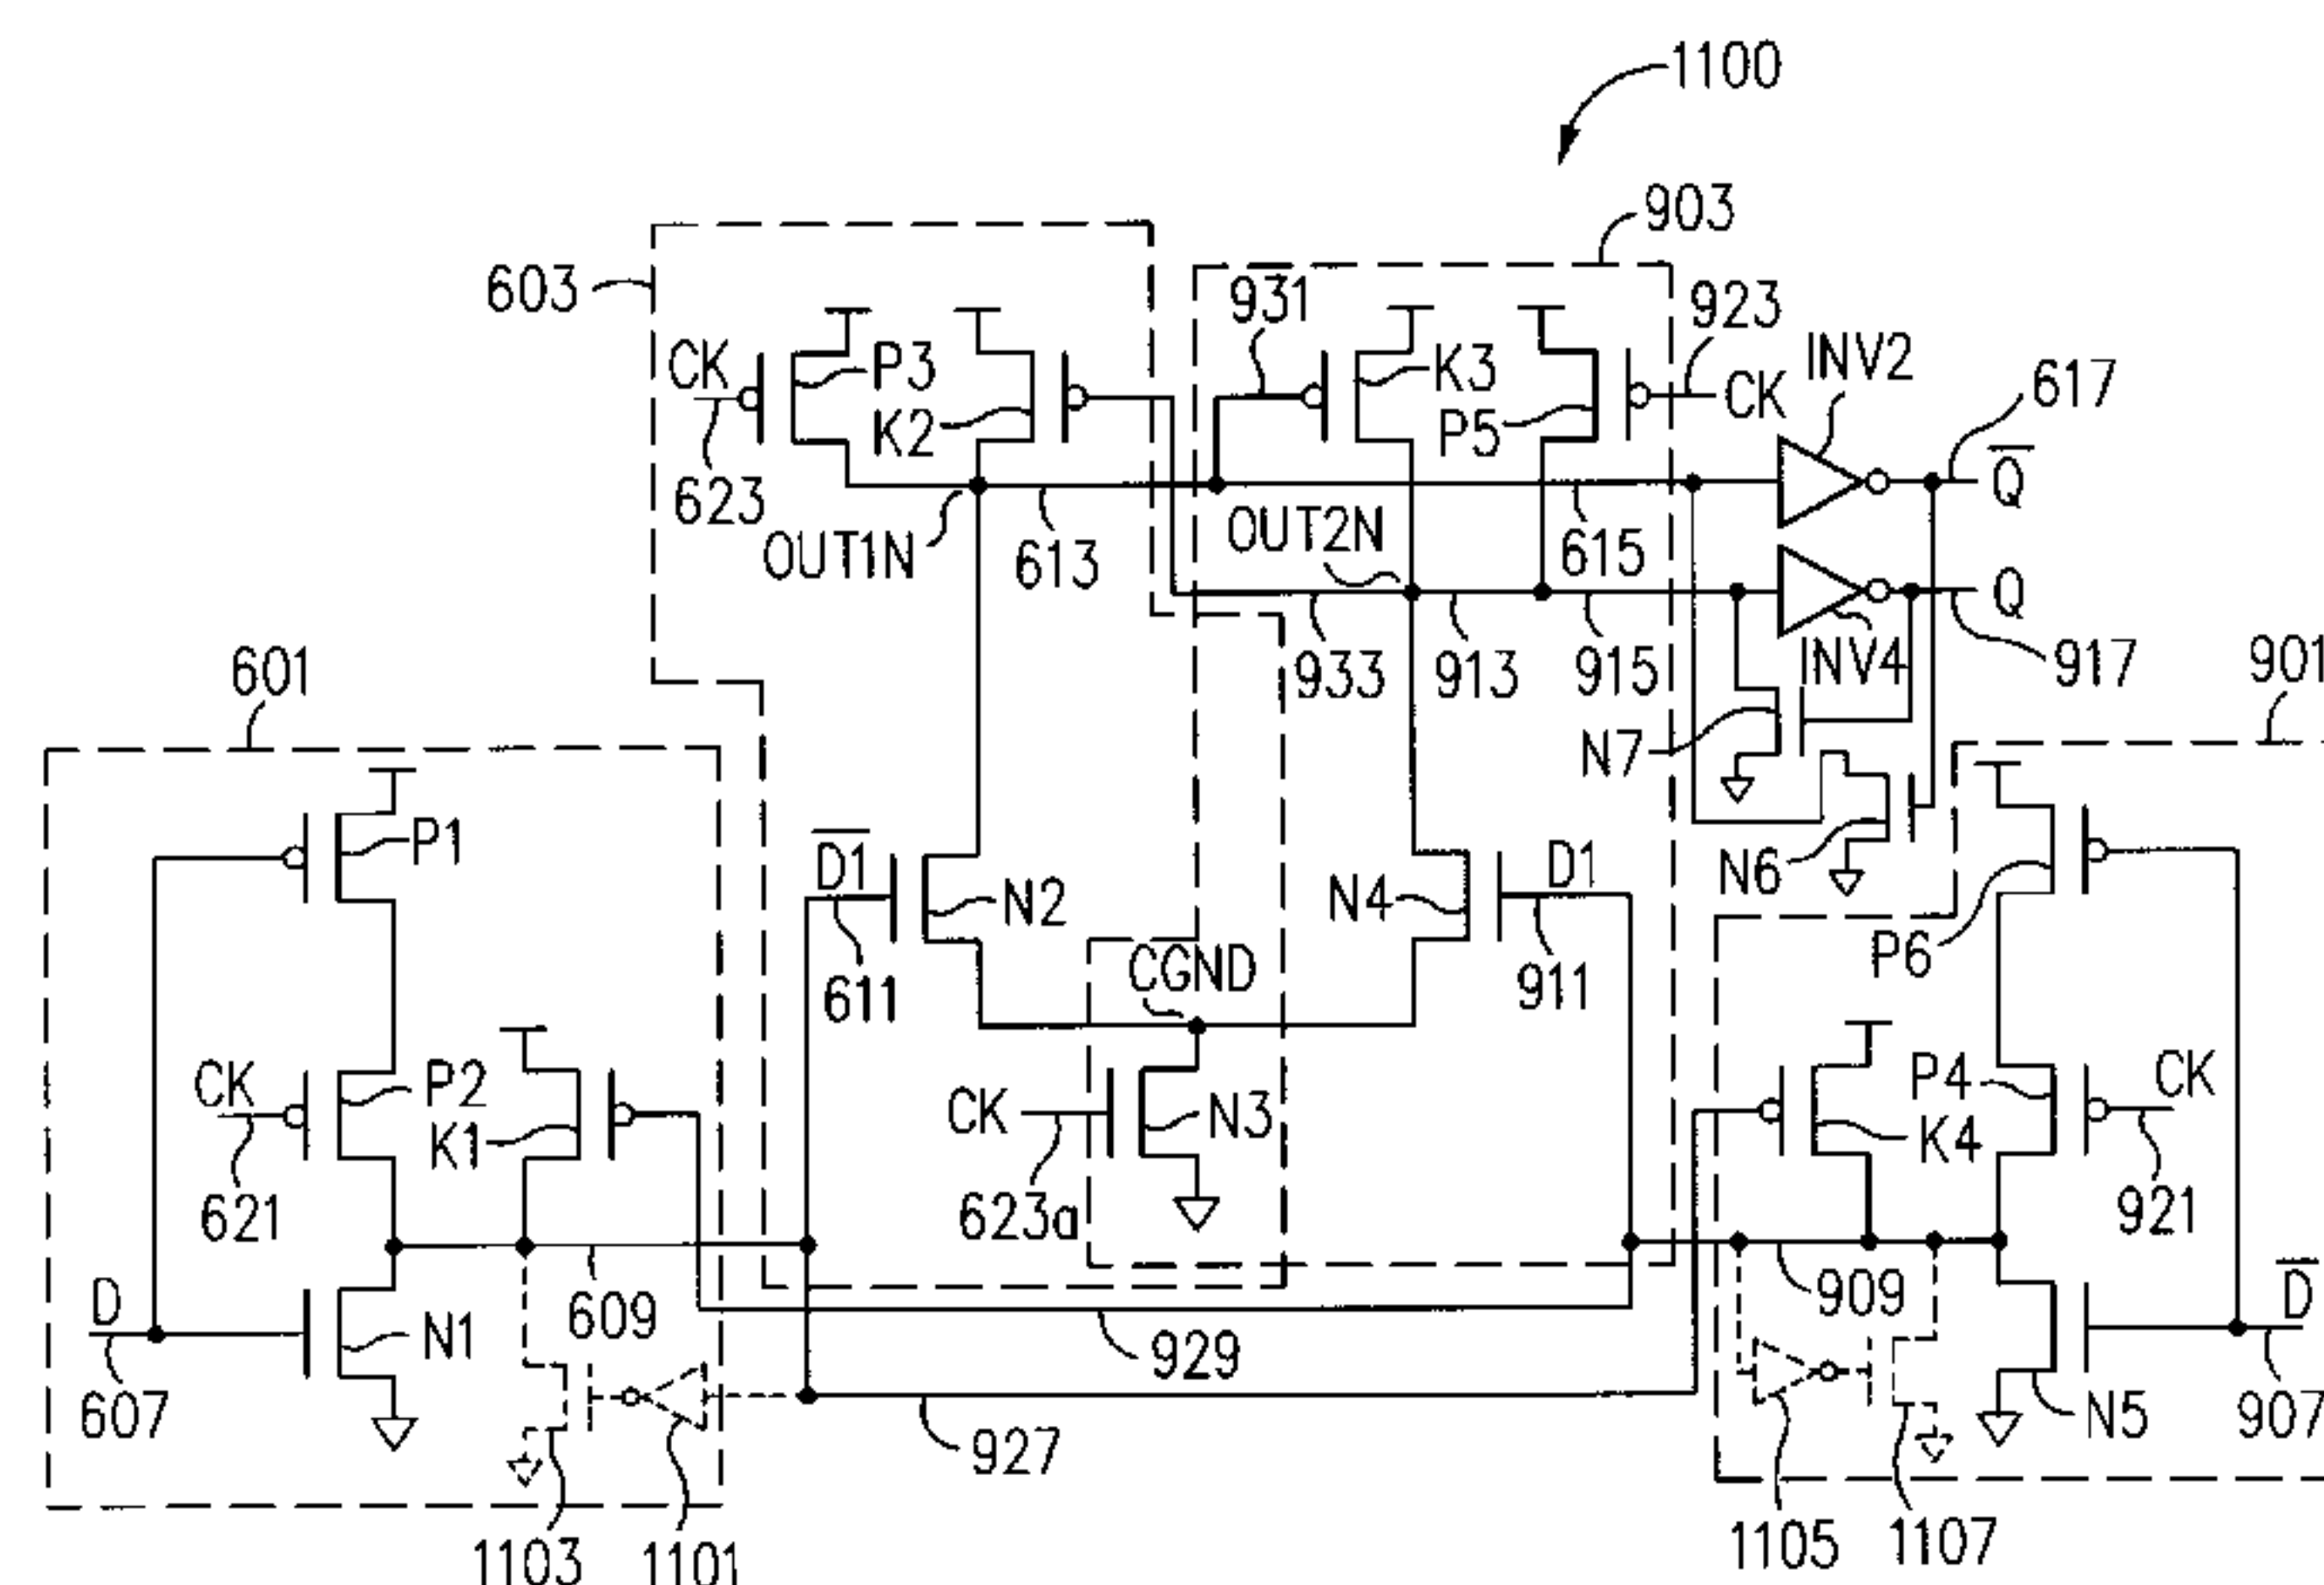 1100
903
603
931
923
CK
P3
K2
K3
P5
CK
INV2
617
623
Q̅
OUT1N
613
OUT2N
615
Q
933
913
915
INV4
917
601
901
N7
P1
D̅1̅
N2
N4
D1
N6
P6
611
CGND
911
CK
P2
K1
CK
N3
P4
CK
K4
621
623a
921
D
609
909
D̅
N1
929
607
927
N5
907
1103
1101
1105
1107